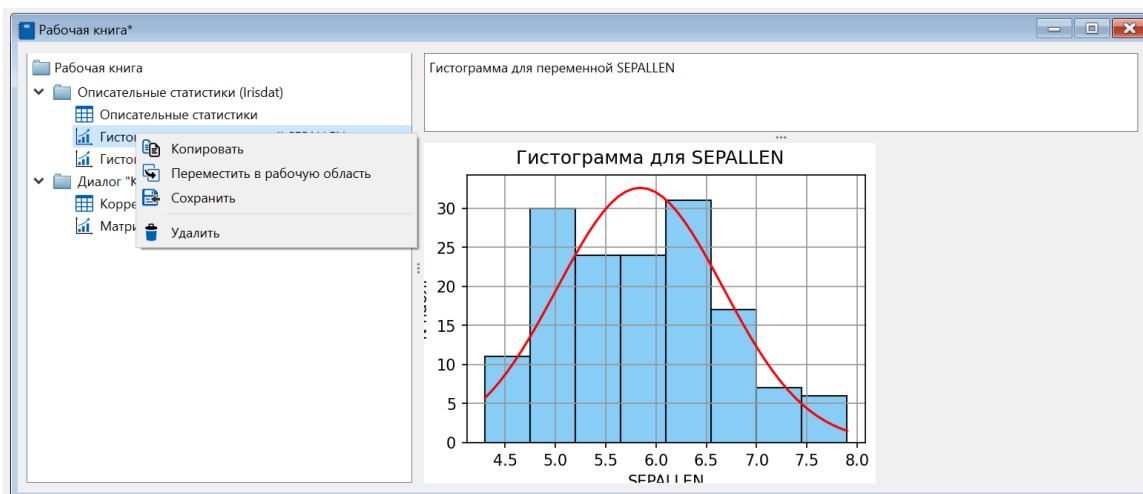 Рабочая книга*
Рабочая книга
Описательные статистики (Irisdat)
Описательные статистики
Гисто
Гисто
Диалог "К
Корре
Матри
Копировать
Переместить в рабочую область
Сохранить
Удалить
Гистограмма для переменной SEPALLEN
Гистограмма для SEPALLEN
30
25
20
15
10
5
0
4.5 5.0 5.5 6.0 6.5 7.0 7.5 8.0
SEPALLEN